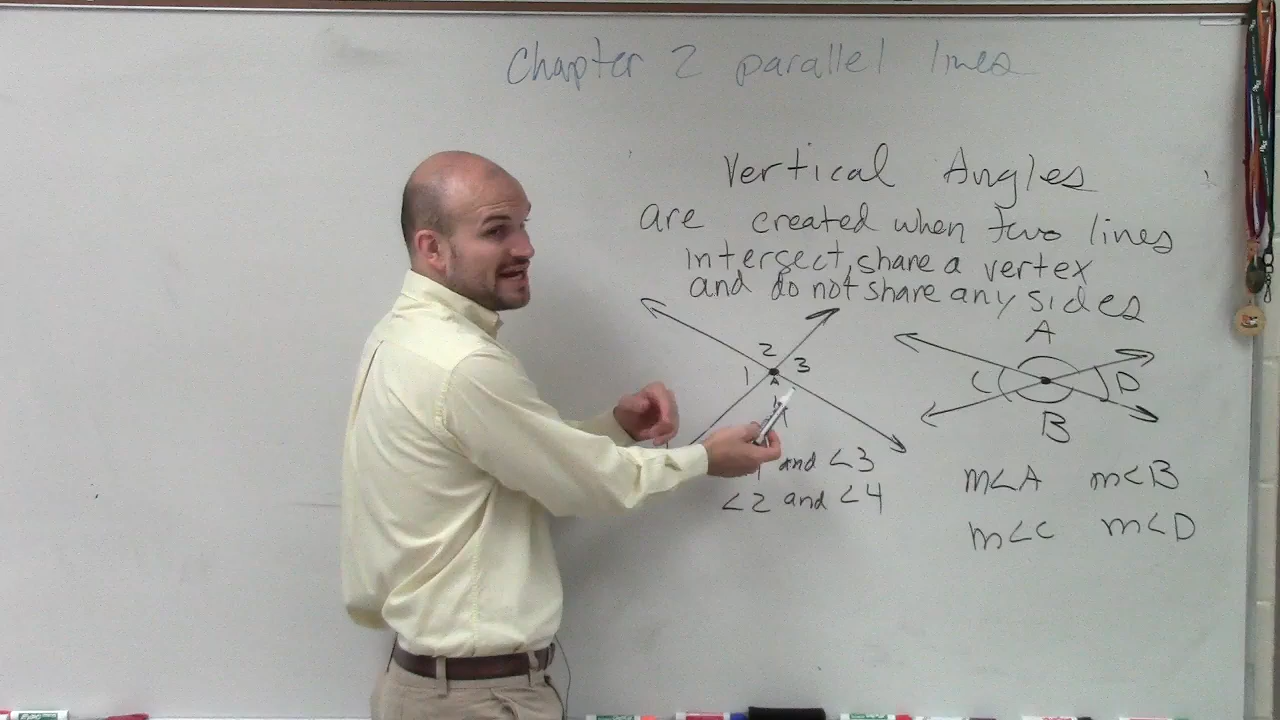 Chapter 2 parallel lines
Vertical Angles
are created when two lines
intersect, share a vertex
and do not share any sides
2
1 3
A
A
C D
B
and <3
<2 and <4
m<A m<B
m<C m<D